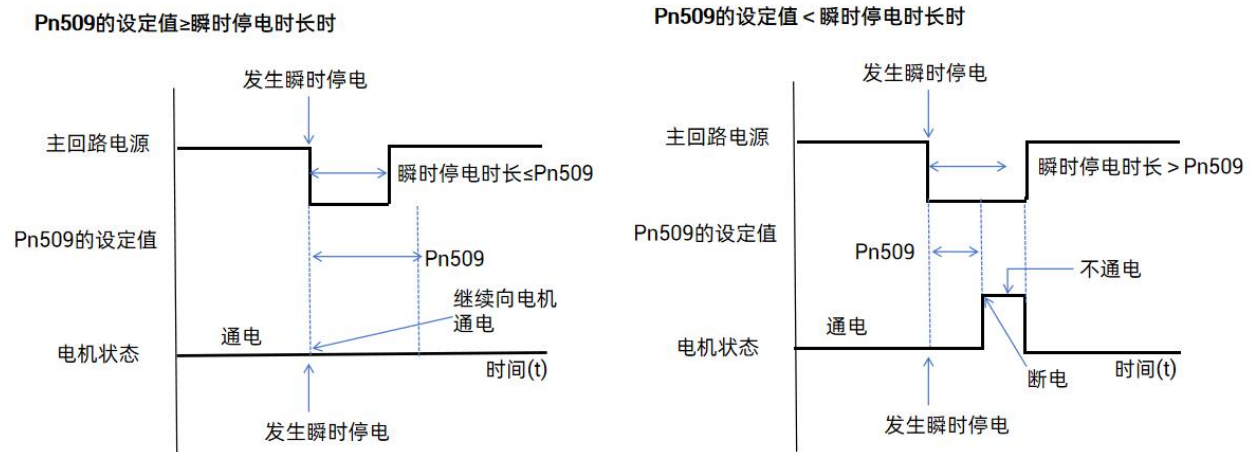 Pn509的设定值≥瞬时停电时长时
发生瞬时停电
主回路电源
瞬时停电时长≤Pn509
Pn509的设定值
Pn509
继续向电机
通电
通电
电机状态
时间(t)
发生瞬时停电
Pn509的设定值 < 瞬时停电时长时
发生瞬时停电
主回路电源
瞬时停电时长 > Pn509
Pn509的设定值
Pn509
不通电
通电
电机状态
断电
时间(t)
发生瞬时停电